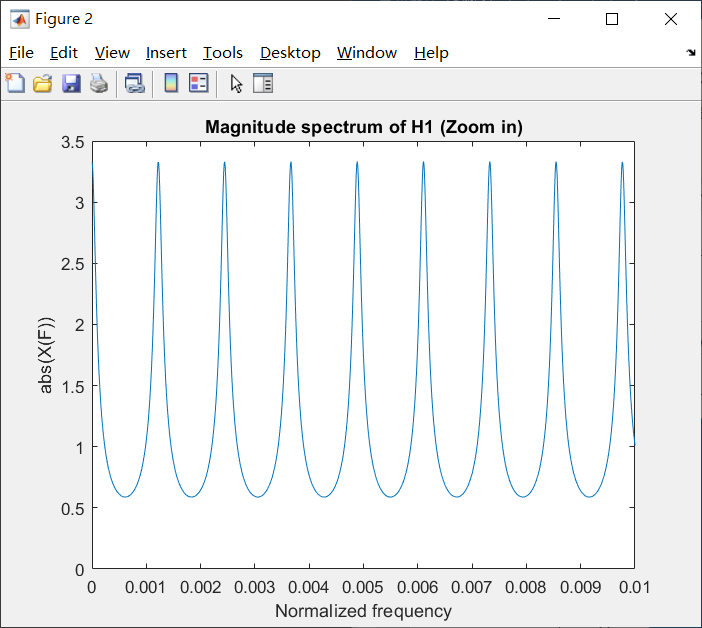 Figure 2
File Edit View Insert Tools Desktop Window Help
Magnitude spectrum of H1 (Zoom in)
3.5
3
2.5
2
1.5
1
0.5
0
abs(X(F))
0 0.001 0.002 0.003 0.004 0.005 0.006 0.007 0.008 0.009 0.01
Normalized frequency